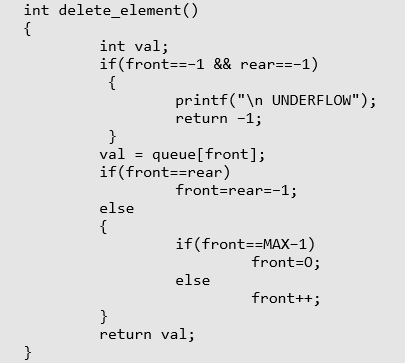 int delete_element()
{
int val;
if(front==-1 && rear==-1)
{
printf("\n UNDERFLOW");
return -1;
}
val = queue[front];
if(front==rear)
front=rear=-1;
else
{
if(front==MAX-1)
front=0;
else
front++;
}
return val;
}